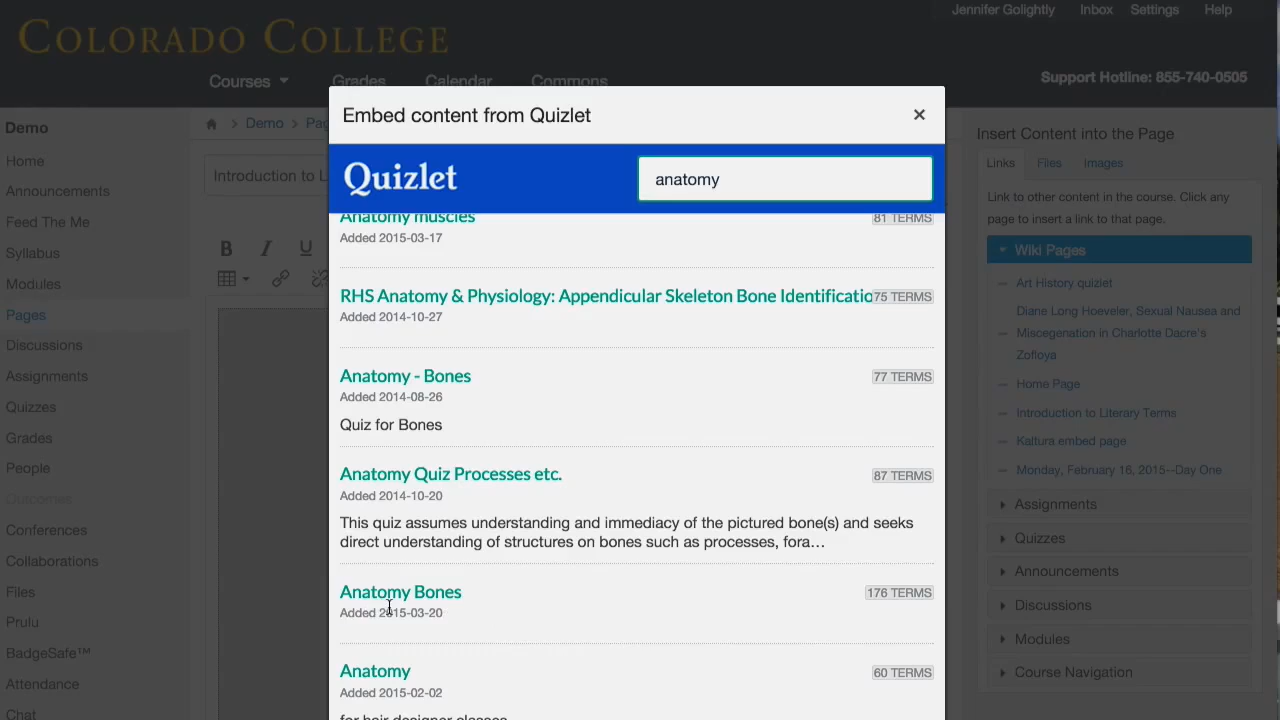 Jennifer Golightly Inbox Settings Help
COLORADO COLLEGE
Courses Grades Calendar Commons
Support Hotline: 855-740-0505
Demo
Home
Announcements
Feed The Me
Syllabus
Modules
Pages
Discussions
Assignments
Quizzes
Grades
People
Outcomes
Conferences
Collaborations
Files
Prulu
BadgeSafe™
Attendance
Chat
> Demo > Pag
Introduction to L
B I U
Embed content from Quizlet ×
Quizlet
anatomy
Anatomy muscles 81 TERMS
Added 2015-03-17
RHS Anatomy & Physiology: Appendicular Skeleton Bone Identificatio 75 TERMS
Added 2014-10-27
Anatomy - Bones 77 TERMS
Added 2014-08-26
Quiz for Bones
Anatomy Quiz Processes etc. 87 TERMS
Added 2014-10-20
This quiz assumes understanding and immediacy of the pictured bone(s) and seeks
direct understanding of structures on bones such as processes, fora...
Anatomy Bones 176 TERMS
Added 2015-03-20
Anatomy 60 TERMS
Added 2015-02-02
for hair designer classes
Insert Content into the Page
Links Files Images
Links to other content in the course. Click any
page to insert a link to that page.
Wiki Pages
Art History quizlet
Diane Long Hoeveler, Sexual Nausea and
Miscegenation in Charlotte Dacre's
Zofloya
Home Page
Introduction to Literary Terms
Kaltura embed page
Monday, February 16, 2015--Day One
Assignments
Quizzes
Announcements
Discussions
Modules
Course Navigation